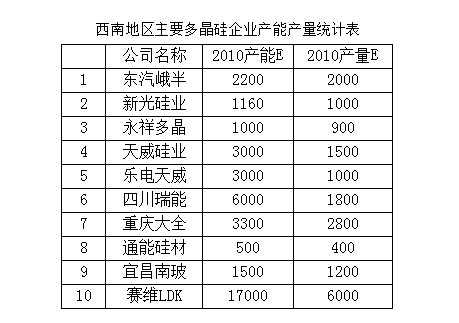 西南地区主要多晶硅企业产能产量统计表
公司名称 2010产能E 2010产量E
1 东汽峨半 2200 2000
2 新光硅业 1160 1000
3 永祥多晶 1000 900
4 天威硅业 3000 1500
5 乐电天威 3000 1000
6 四川瑞能 6000 1800
7 重庆大全 3300 2800
8 通能硅材 500 400
9 宜昌南玻 1500 1200
10 赛维LDK 17000 6000